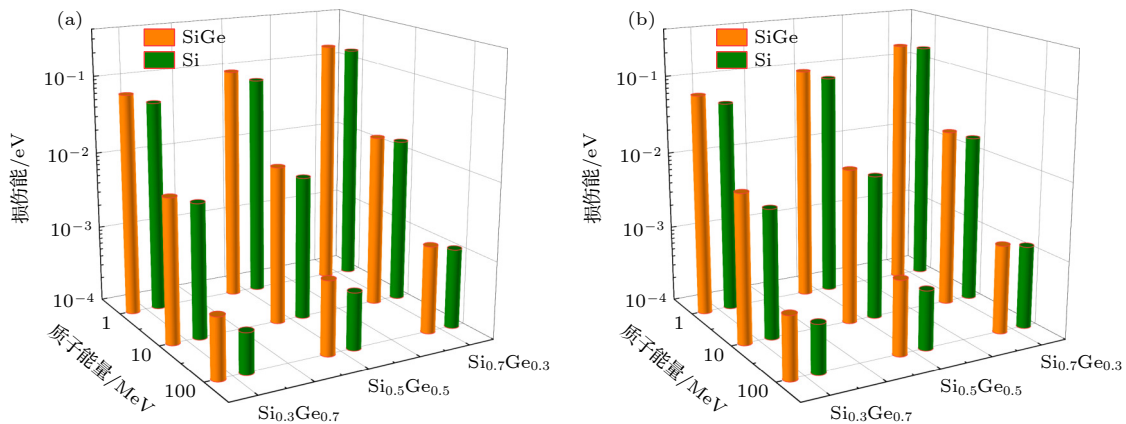 (a)
SiGe
Si
10⁻¹
10⁻²
10⁻³
10⁻⁴
损伤能/eV
1
10
100
质子能量/MeV
Si₀.₃Ge₀.₇
Si₀.₅Ge₀.₅
Si₀.₇Ge₀.₃
(b)
SiGe
Si
10⁻¹
10⁻²
10⁻³
10⁻⁴
损伤能/eV
1
10
100
质子能量/MeV
Si₀.₃Ge₀.₇
Si₀.₅Ge₀.₅
Si₀.₇Ge₀.₃